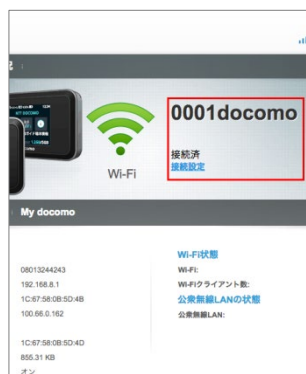 0001docomo
接続済
接続設定
Wi-Fi
My docomo
08013244243
192.168.8.1
1C:67:58:0B:5D:4B
100.66.0.162
1C:67:58:0B:5D:4D
855.31 KB
オン
Wi-Fi状態
Wi-Fi:
Wi-Fiクライアント数:
公衆無線LANの状態
公衆無線LAN: